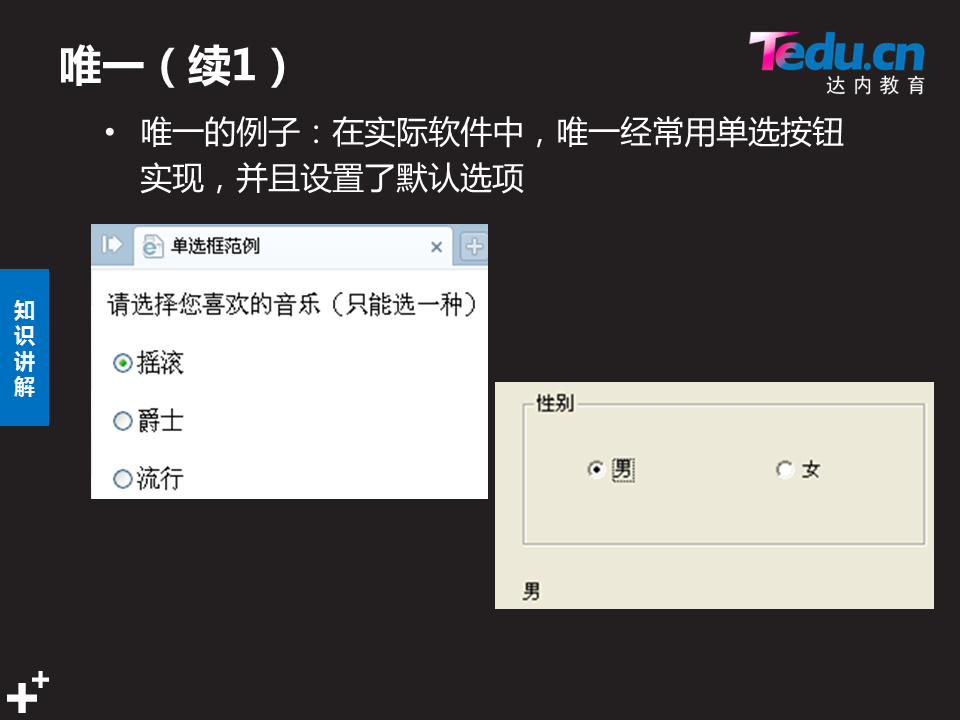 唯一（续1）
Tedu.cn
达内教育
• 唯一的例子：在实际软件中，唯一经常用单选按钮
实现，并且设置了默认选项
知识讲解
单选框范例
请选择您喜欢的音乐（只能选一种）
摇滚
爵士
流行
性别
男
女
男